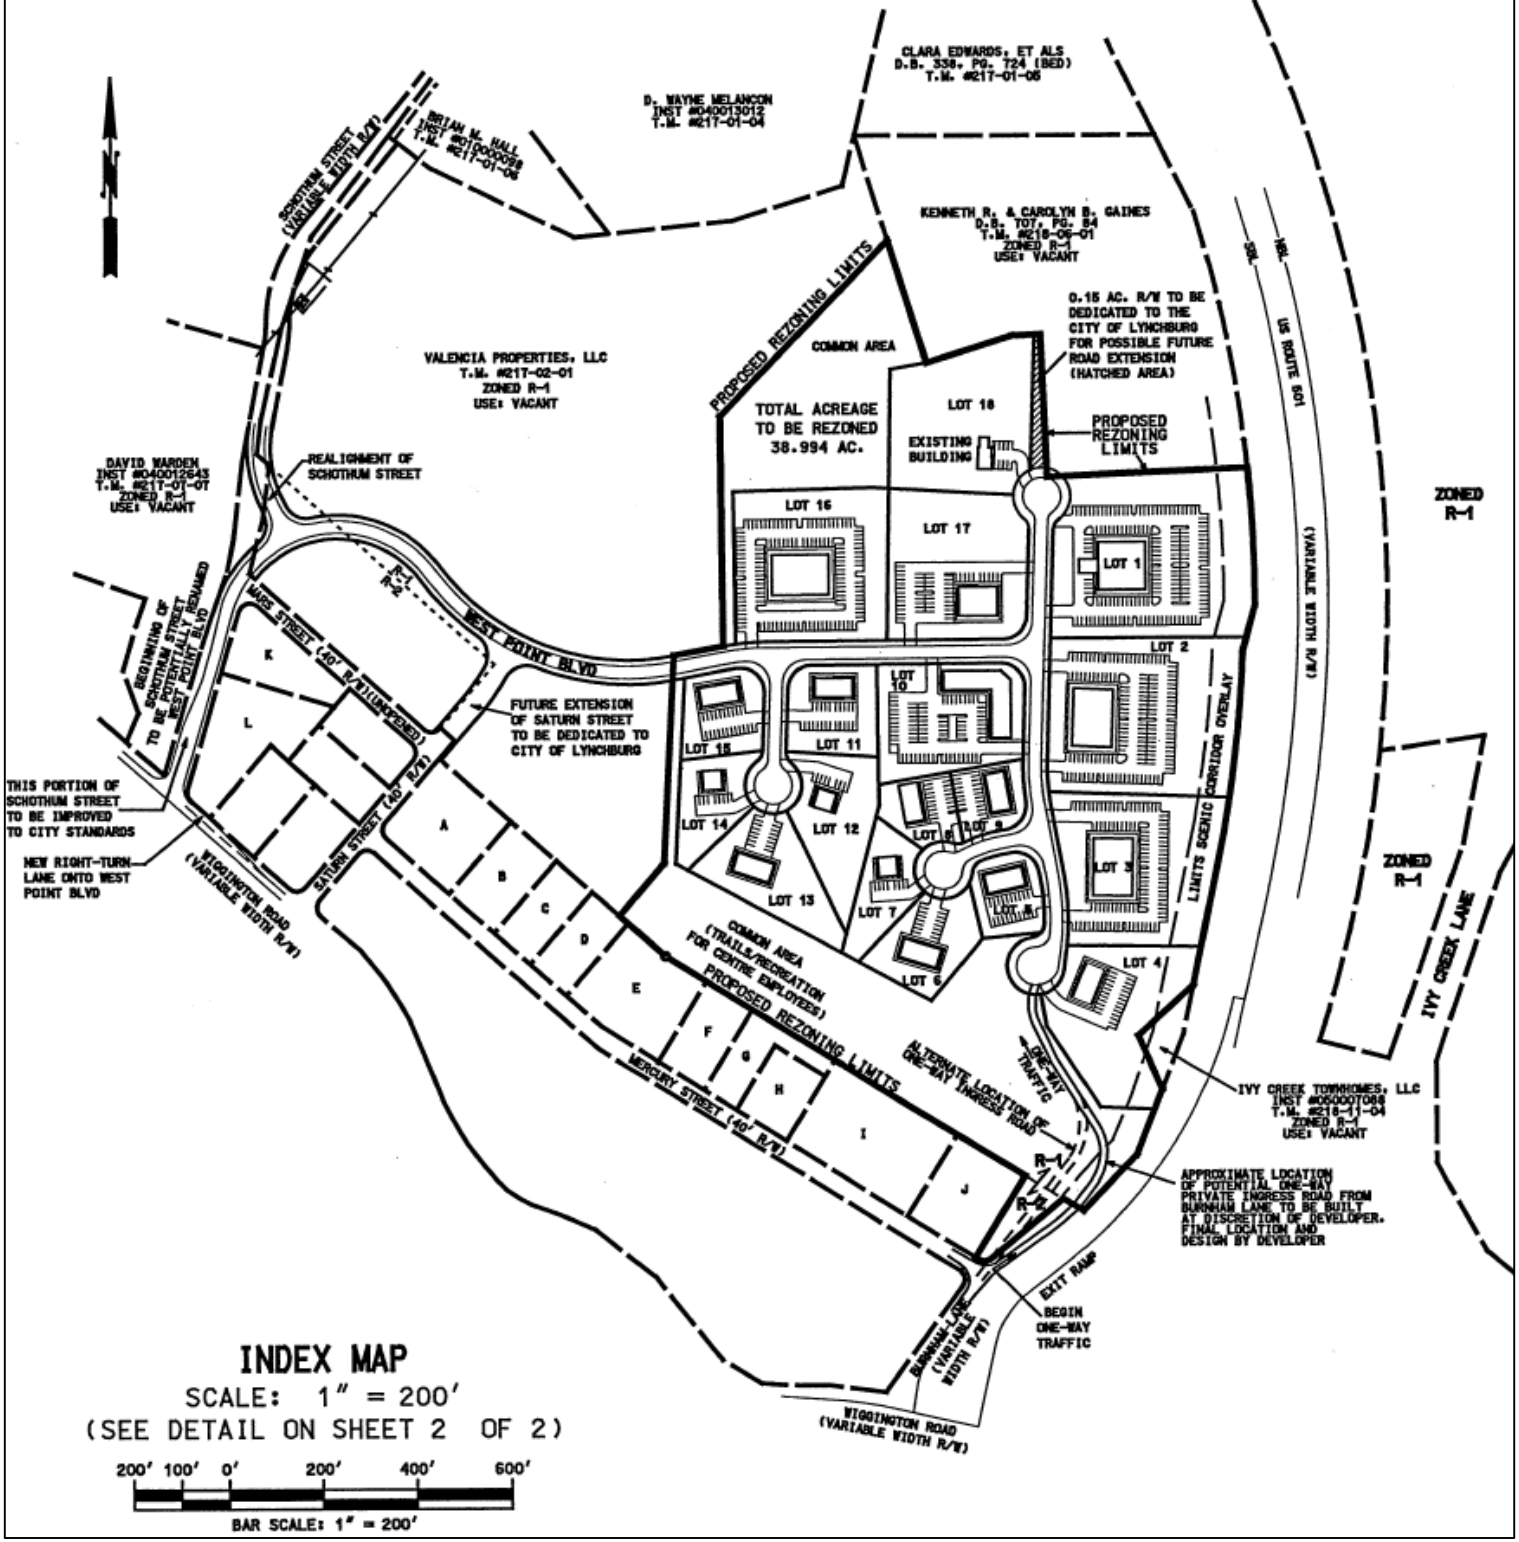 CLARA EDWARDS, ET ALS
D.B. 338, PG. 724 (BED)
T.M. #217-01-05
D. WAYNE MELANCON
INST #040013012
T.M. #217-01-04
BRIAN M. HALL
INST #010000098
T.M. #217-01-06
SCHOTHUM STREET
(VARIABLE WIDTH R/W)
N
KENNETH R. & CAROLYN B. GAINES
D.B. 707, PG. 84
T.M. #218-06-01
ZONED R-1
USE: VACANT
SBL
NBL
US ROUTE 501
(VARIABLE WIDTH R/W)
PROPOSED REZONING LIMITS
0.15 AC. R/W TO BE
DEDICATED TO THE
CITY OF LYNCHBURG
FOR POSSIBLE FUTURE
ROAD EXTENSION
(HATCHED AREA)
COMMON AREA
VALENCIA PROPERTIES, LLC
T.M. #217-02-01
ZONED R-1
USE: VACANT
TOTAL ACREAGE
TO BE REZONED
38.994 AC.
LOT 18
EXISTING
BUILDING
PROPOSED
REZONING
LIMITS
DAVID WARDEN
INST #040012643
T.M. #217-07-07
ZONED R-1
USE: VACANT
REALIGNMENT OF
SCHOTHUM STREET
ZONED
R-1
LOT 16
LOT 17
LOT 1
R-1
R-2
BEGINNING OF
SCHOTHUM STREET
TO BE POTENTIALLY RENAMED
WEST POINT BLVD
MARS STREET (40' R/W)(UNOPENED)
WEST POINT BLVD
K
L
LOT 2
LOT 10
FUTURE EXTENSION
OF SATURN STREET
TO BE DEDICATED TO
CITY OF LYNCHBURG
LOT 15
LOT 11
LIMITS SCENIC CORRIDOR OVERLAY
THIS PORTION OF
SCHOTHUM STREET
TO BE IMPROVED
TO CITY STANDARDS
NEW RIGHT-TURN
LANE ONTO WEST
POINT BLVD
WIGGINGTON ROAD
(VARIABLE WIDTH R/W)
SATURN STREET (40' R/W)
A
B
C
D
E
F
G
H
I
J
LOT 14
LOT 12
LOT 8
LOT 9
LOT 3
LOT 13
LOT 7
LOT 5
LOT 6
LOT 4
ZONED
R-1
IVY CREEK LANE
COMMON AREA
(TRAILS/RECREATION
FOR CENTRE EMPLOYEES)
PROPOSED REZONING LIMITS
MERCURY STREET (40' R/W)
ALTERNATE LOCATION OF
ONE-WAY INGRESS ROAD
ONE-WAY
TRAFFIC
IVY CREEK TOWNHOMES, LLC
INST #050007088
T.M. #218-11-04
ZONED R-1
USE: VACANT
R-1
R-2
APPROXIMATE LOCATION
OF POTENTIAL ONE-WAY
PRIVATE INGRESS ROAD FROM
BURNHAM LANE TO BE BUILT
AT DISCRETION OF DEVELOPER.
FINAL LOCATION AND
DESIGN BY DEVELOPER
EXIT RAMP
BEGIN
ONE-WAY
TRAFFIC
BURNHAM LANE
(VARIABLE
WIDTH R/W)
WIGGINGTON ROAD
(VARIABLE WIDTH R/W)
INDEX MAP
SCALE: 1" = 200'
(SEE DETAIL ON SHEET 2 OF 2)
200' 100' 0' 200' 400' 600'
BAR SCALE: 1" = 200'